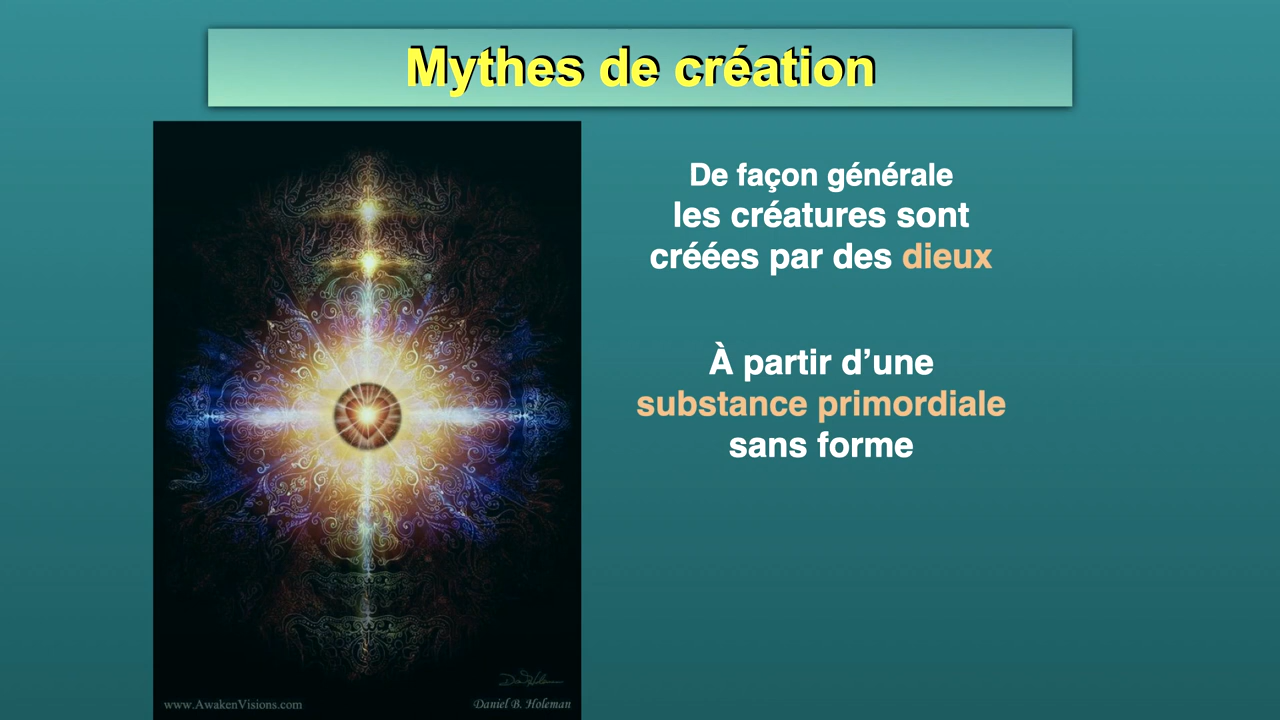 Mythes de création
De façon générale
les créatures sont
créées par des dieux
À partir d’une
substance primordiale
sans forme
www.AwakenVisions.com
Daniel B. Holeman